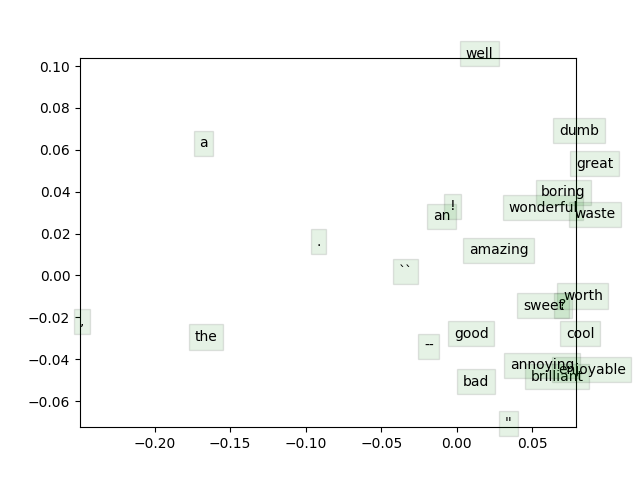 well
0.10
0.08
dumb
a
0.06
great
0.04
boring
!
wonderful
an
waste
0.02
.
amazing
0.00
``
worth
sweet
−0.02
,
the
good
cool
--
−0.04
annoying
enjoyable
brilliant
bad
−0.06
"
−0.20 −0.15 −0.10 −0.05 0.00 0.05